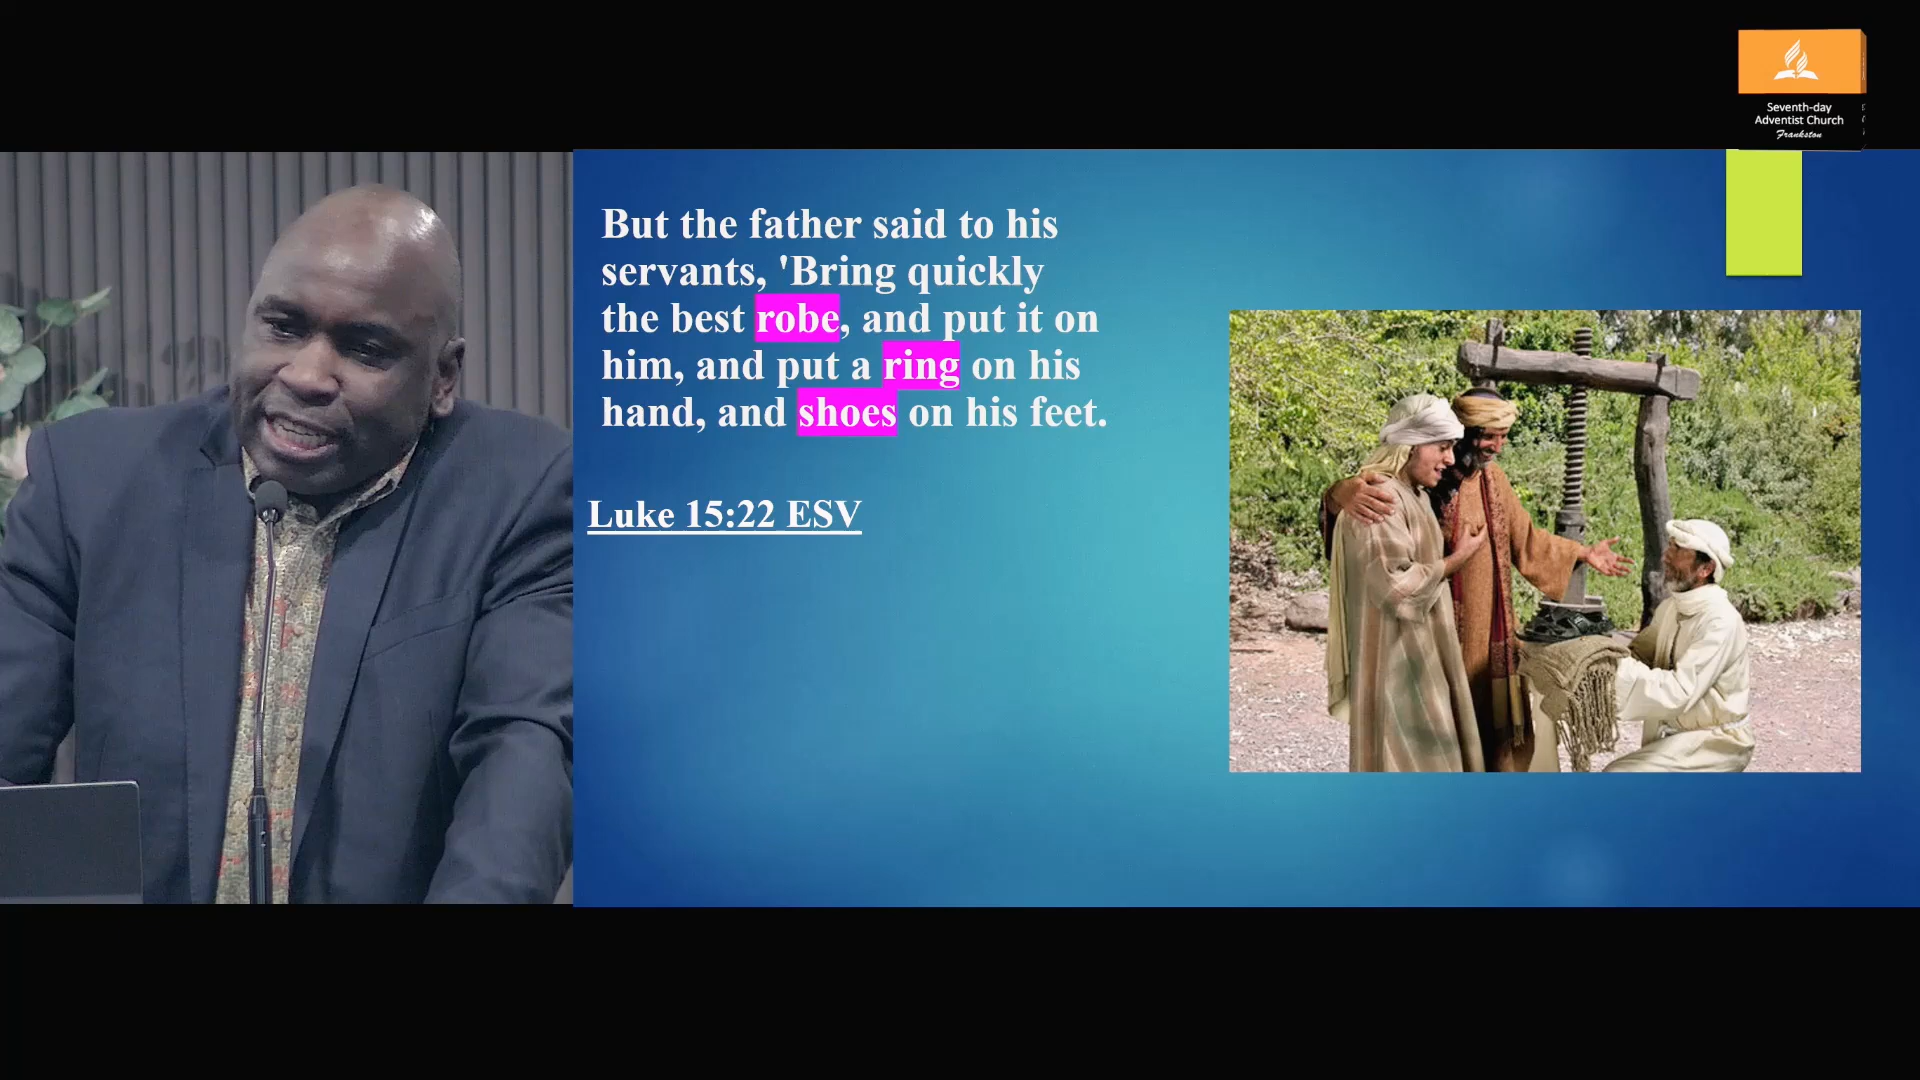 Seventh-day
Adventist Church
Frankston
But the father said to his
servants, 'Bring quickly
the best robe, and put it on
him, and put a ring on his
hand, and shoes on his feet.
Luke 15:22 ESV